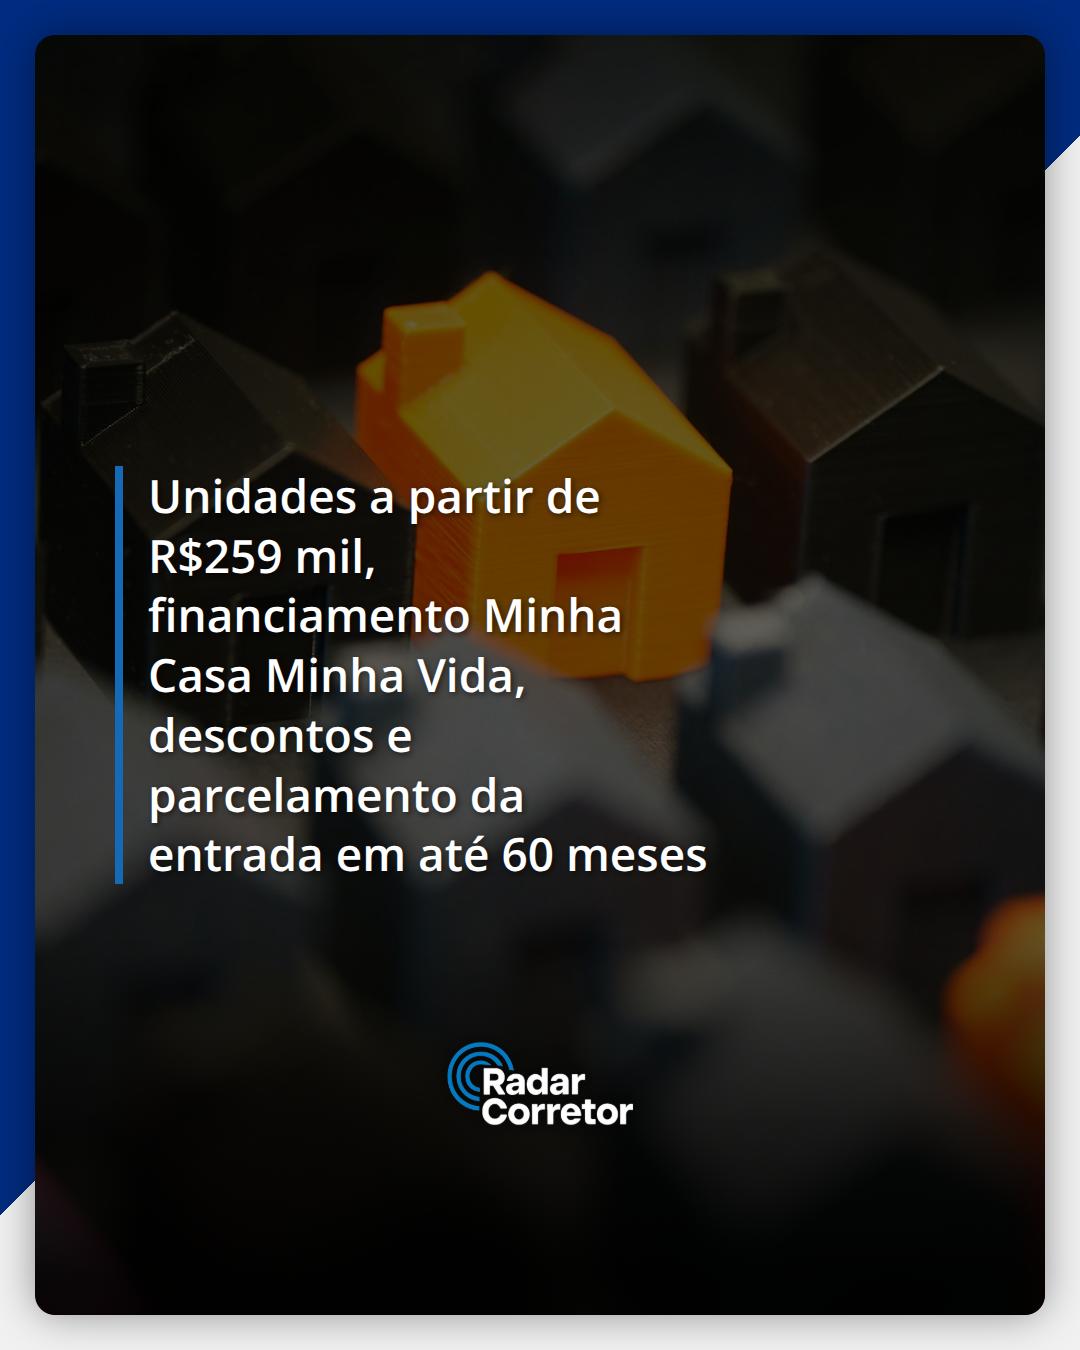 Unidades a partir de
R$259 mil,
financiamento Minha
Casa Minha Vida,
descontos e
parcelamento da
entrada em até 60 meses
Radar
Corretor